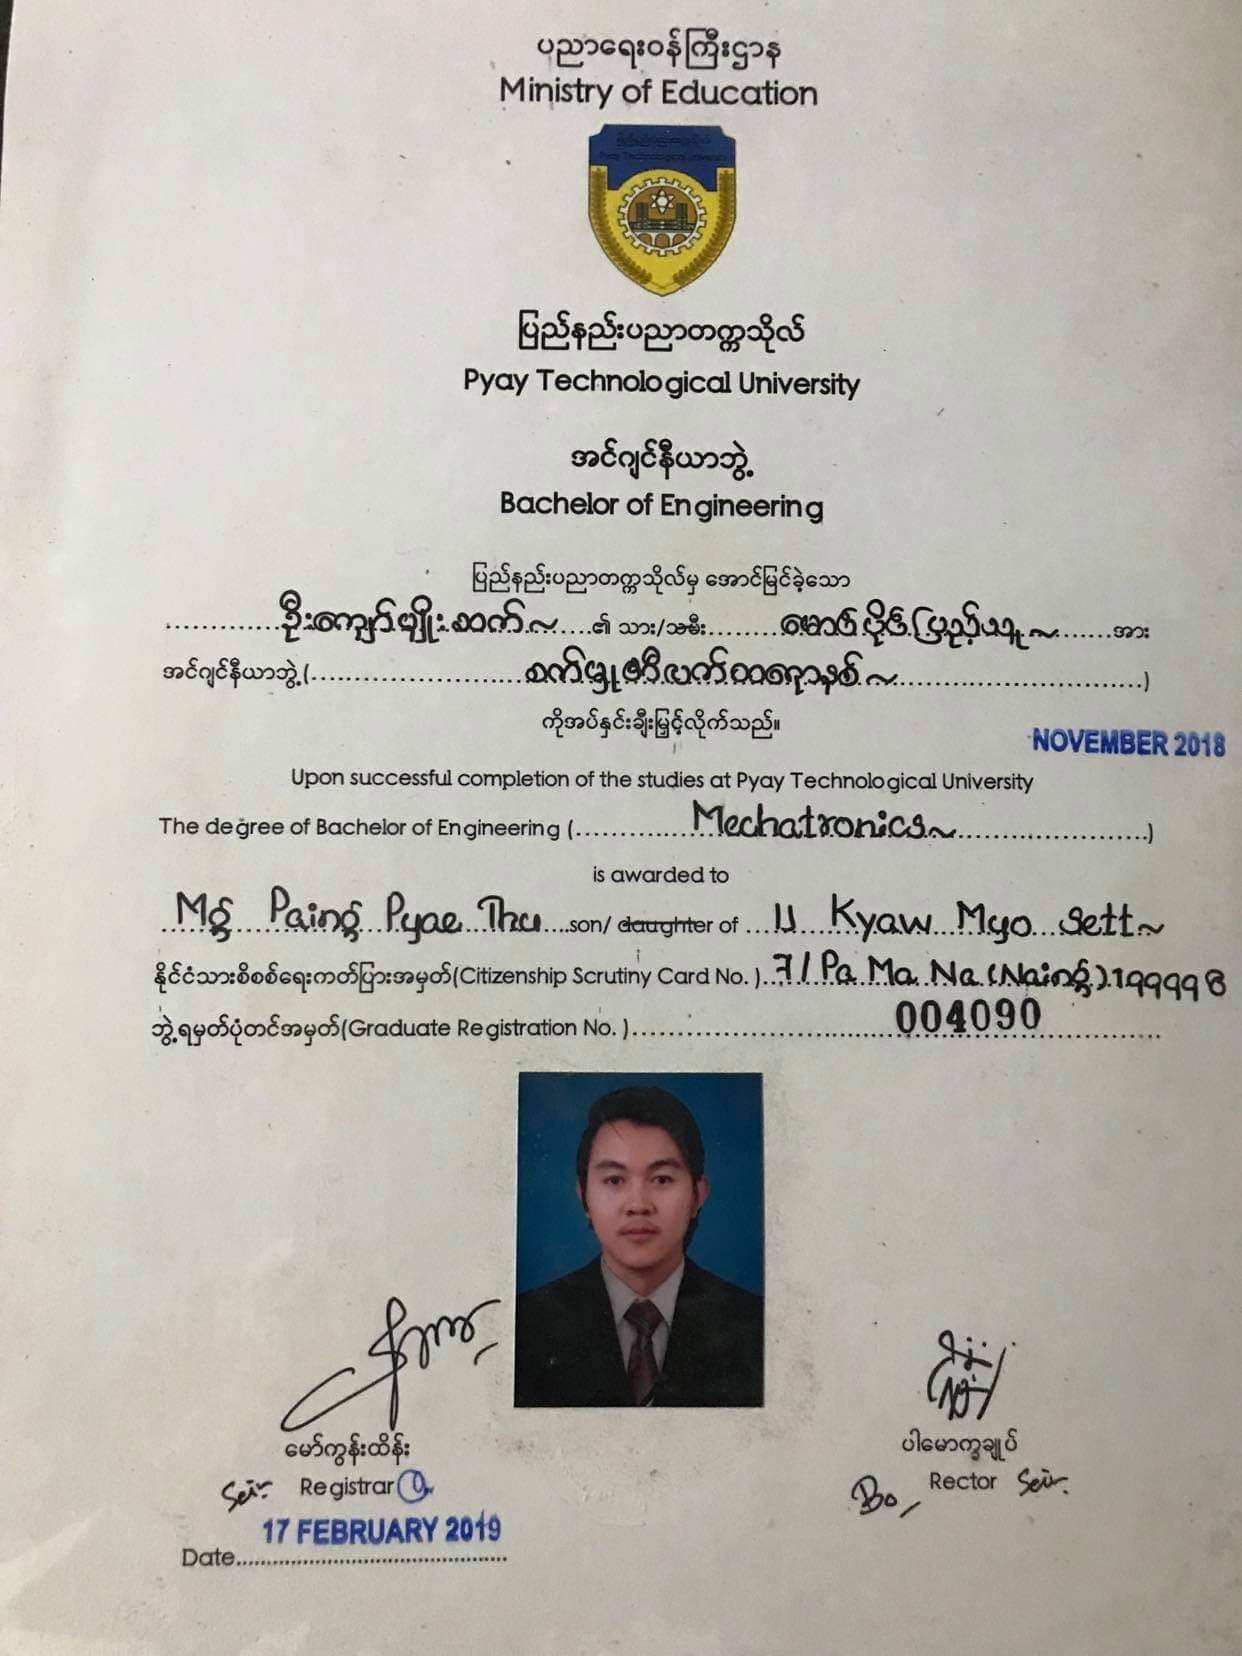 ပညာရေးဝန်ကြီးဌာန
Ministry of Education
Pyay Technological University
ပြည်နည်းပညာတက္ကသိုလ်
Pyay Technological University
အင်ဂျင်နီယာဘွဲ့
Bachelor of Engineering
ပြည်နည်းပညာတက္ကသိုလ်မှ အောင်မြင်ခဲ့သော
ဦးကျော်မျိုးဆက်~ ၏ သား/သမီး မောင်ပိုင်ပြည့်သူ~ အား
အင်ဂျင်နီယာဘွဲ့ (စက်မှုအီလက်ထရောနစ်~)
ကိုအပ်နှင်းချီးမြှင့်လိုက်သည်။
NOVEMBER 2018
Upon successful completion of the studies at Pyay Technological University
The degree of Bachelor of Engineering (Mechatronics~)
is awarded to
Mg Paing Pyae Thu son/ daughter of U Kyaw Myo Sett~
နိုင်ငံသားစိစစ်ရေးကတ်ပြားအမှတ်(Citizenship Scrutiny Card No. ) 7/Pa Ma Na (Naing) 199998
ဘွဲ့ရမှတ်ပုံတင်အမှတ်(Graduate Registration No. ) 004090
မော်ကွန်းထိန်း
ပါမောက္ခချုပ်
Registrar
Rector
17 FEBRUARY 2019
Date